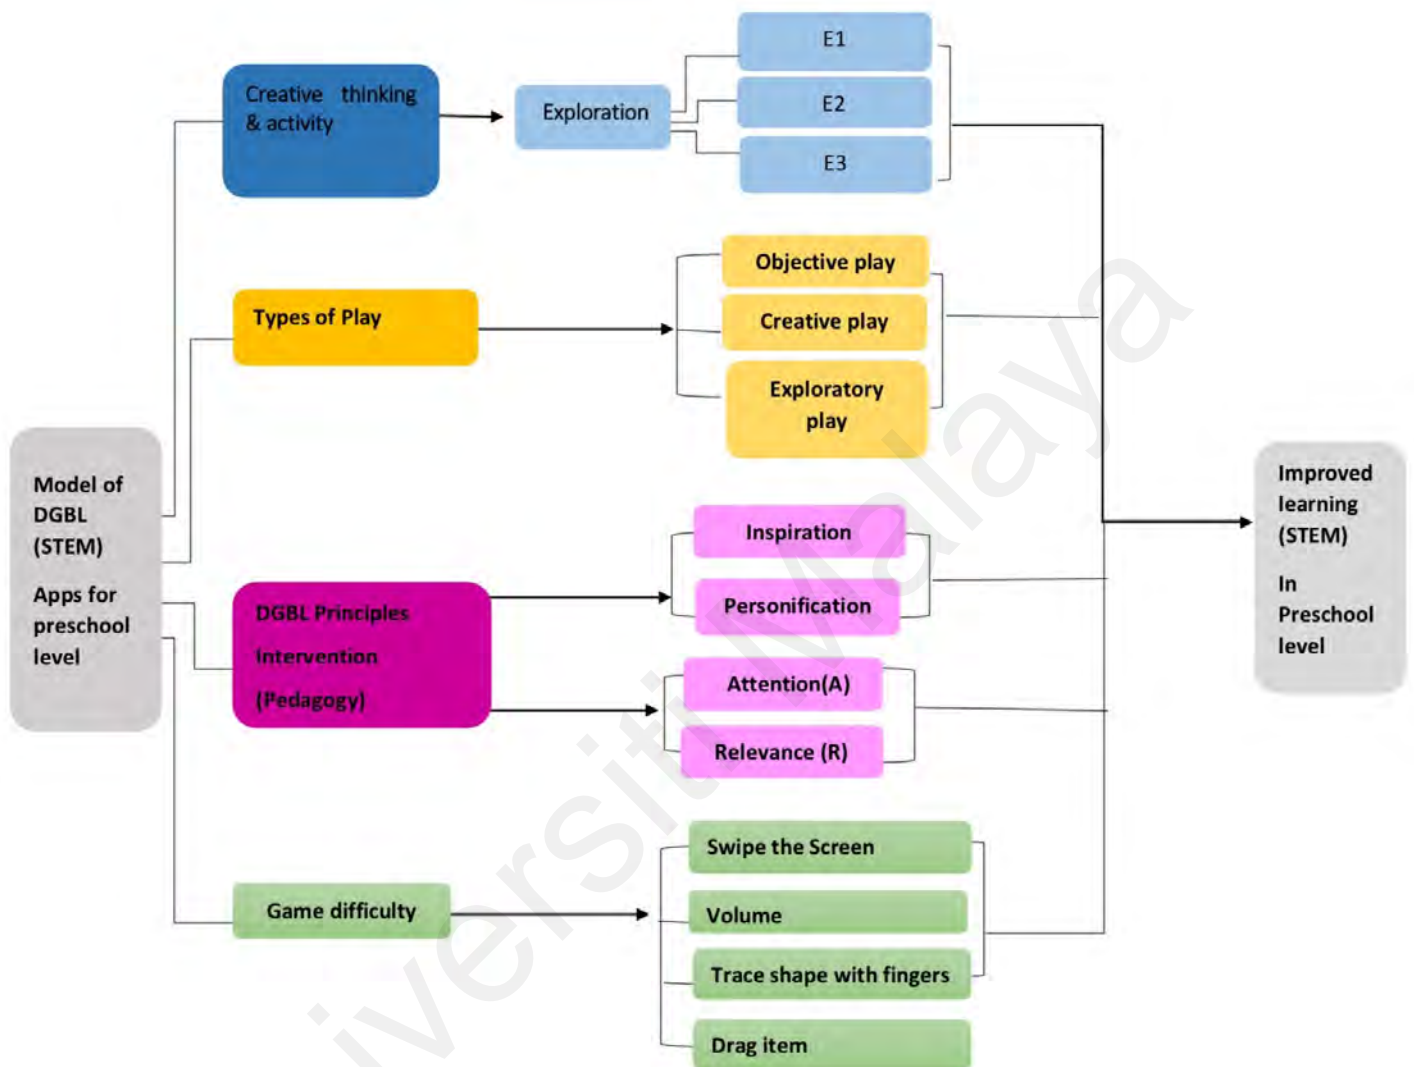 Creative thinking
& activity
Exploration
E1
E2
E3
Types of Play
Objective play
Creative play
Exploratory
play
Model of
DGBL
(STEM)
Apps for
preschool
level
DGBL Principles
Intervention
(Pedagogy)
Inspiration
Personification
Attention(A)
Relevance (R)
Game difficulty
Swipe the Screen
Volume
Trace shape with fingers
Drag item
Improved
learning
(STEM)
In
Preschool
level
iversiti Malaya